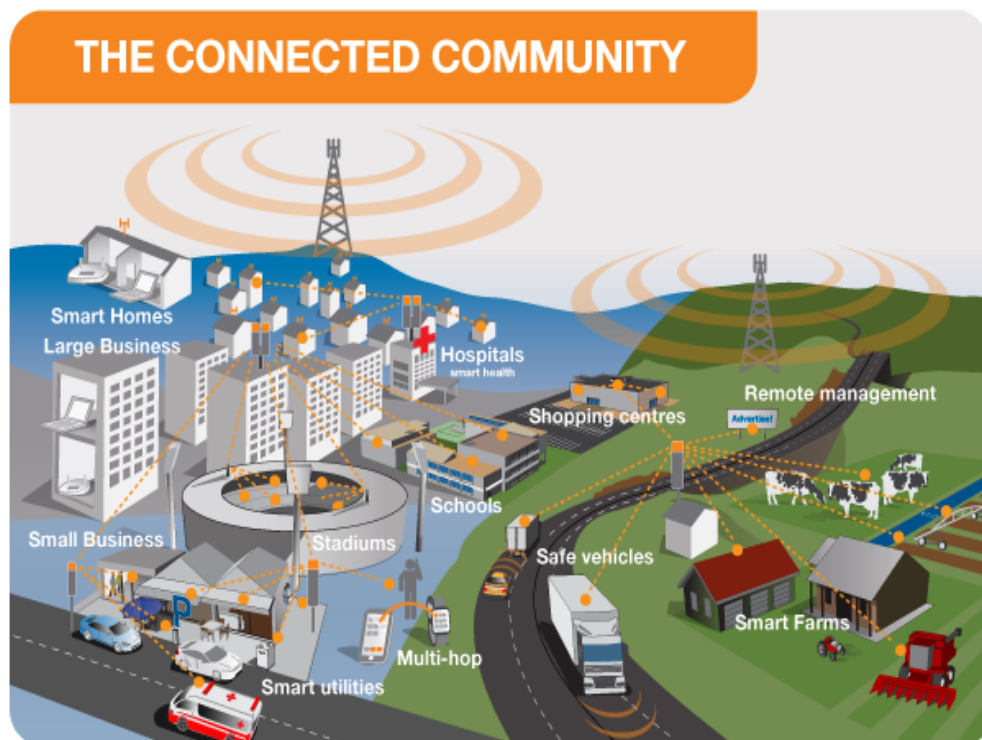 THE CONNECTED COMMUNITY
Smart Homes
Large Business
Hospitals
smart health
Shopping centres
Remote management
Advertise!
Schools
Small Business
Stadiums
Safe vehicles
P
Smart Farms
Multi-hop
Smart utilities